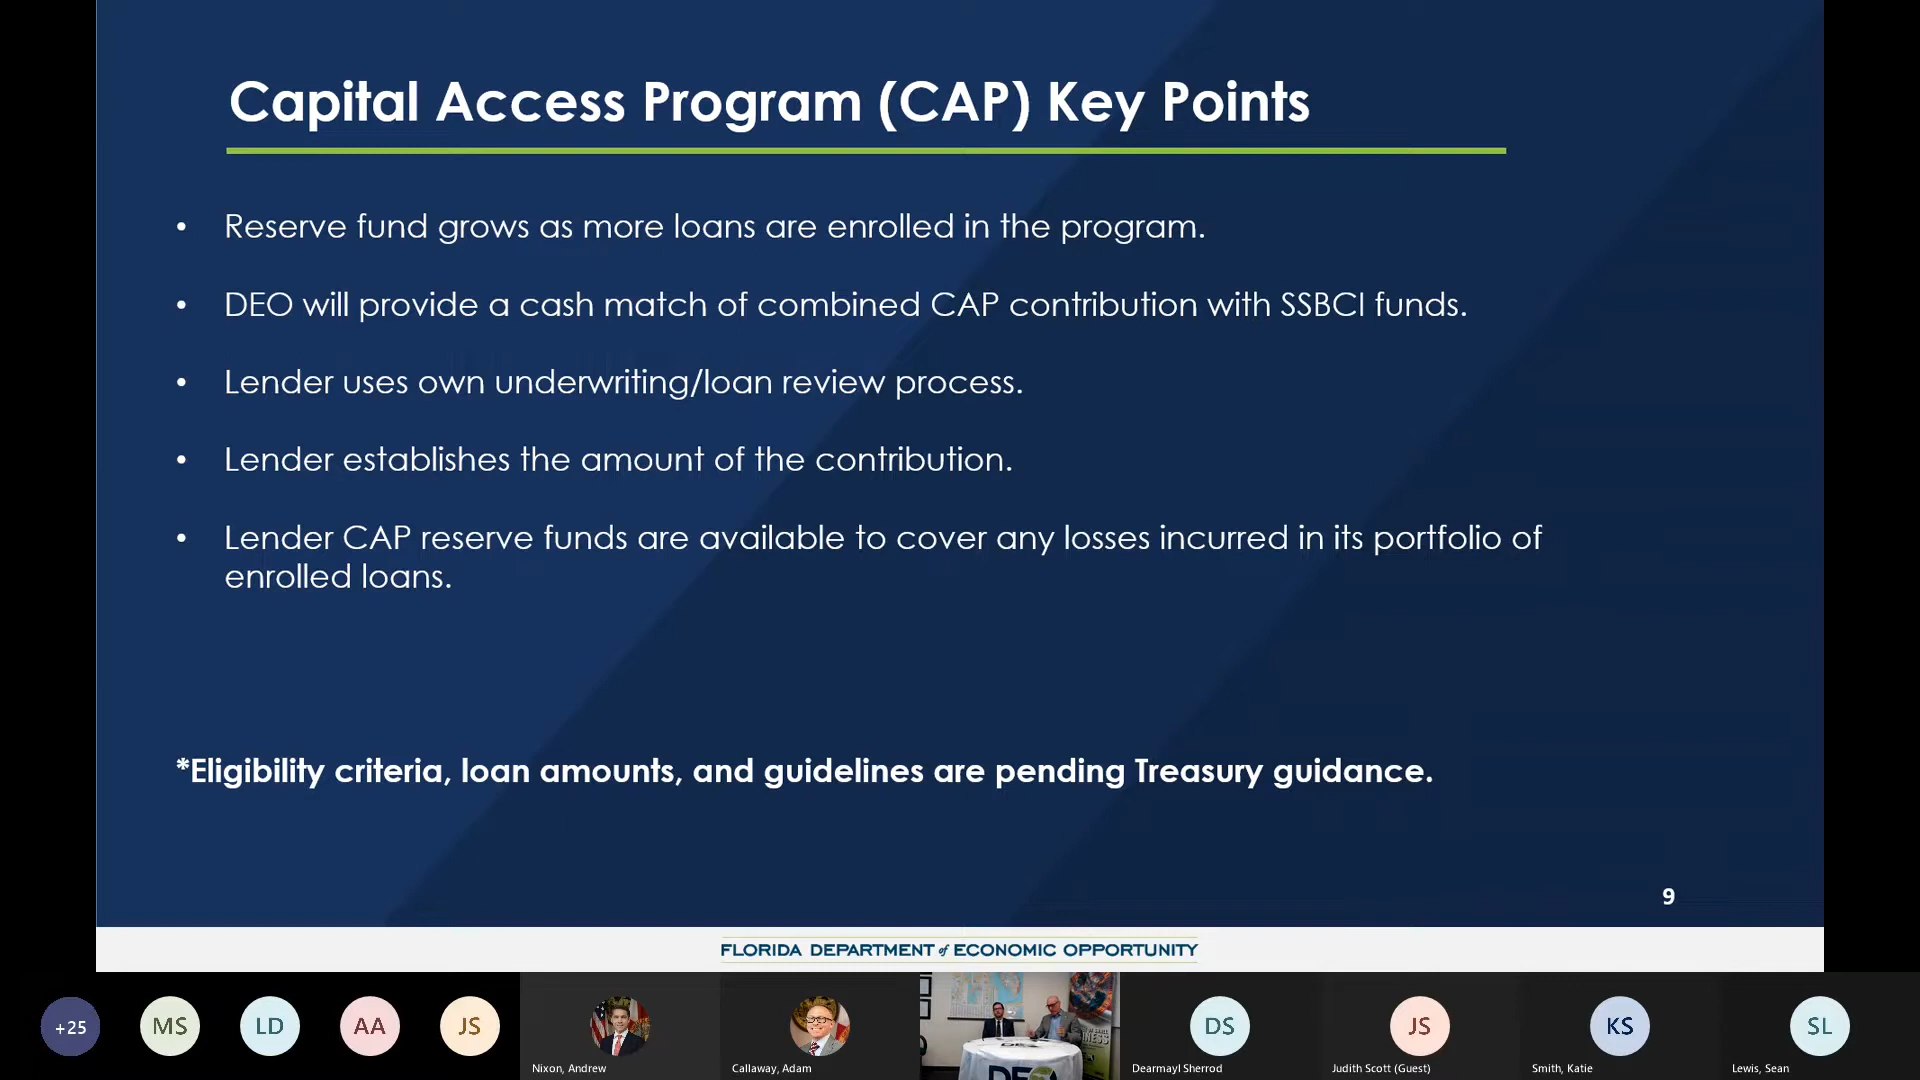 Capital Access Program (CAP) Key Points
• Reserve fund grows as more loans are enrolled in the program.
• DEO will provide a cash match of combined CAP contribution with SSBCI funds.
• Lender uses own underwriting/loan review process.
• Lender establishes the amount of the contribution.
• Lender CAP reserve funds are available to cover any losses incurred in its portfolio of
enrolled loans.
*Eligibility criteria, loan amounts, and guidelines are pending Treasury guidance.
9
FLORIDA DEPARTMENT of ECONOMIC OPPORTUNITY
+25
MS
LD
AA
JS
Nixon, Andrew
Callaway, Adam
DEO
DS
Dearmayl Sherrod
JS
Judith Scott (Guest)
KS
Smith, Katie
SL
Lewis, Sean